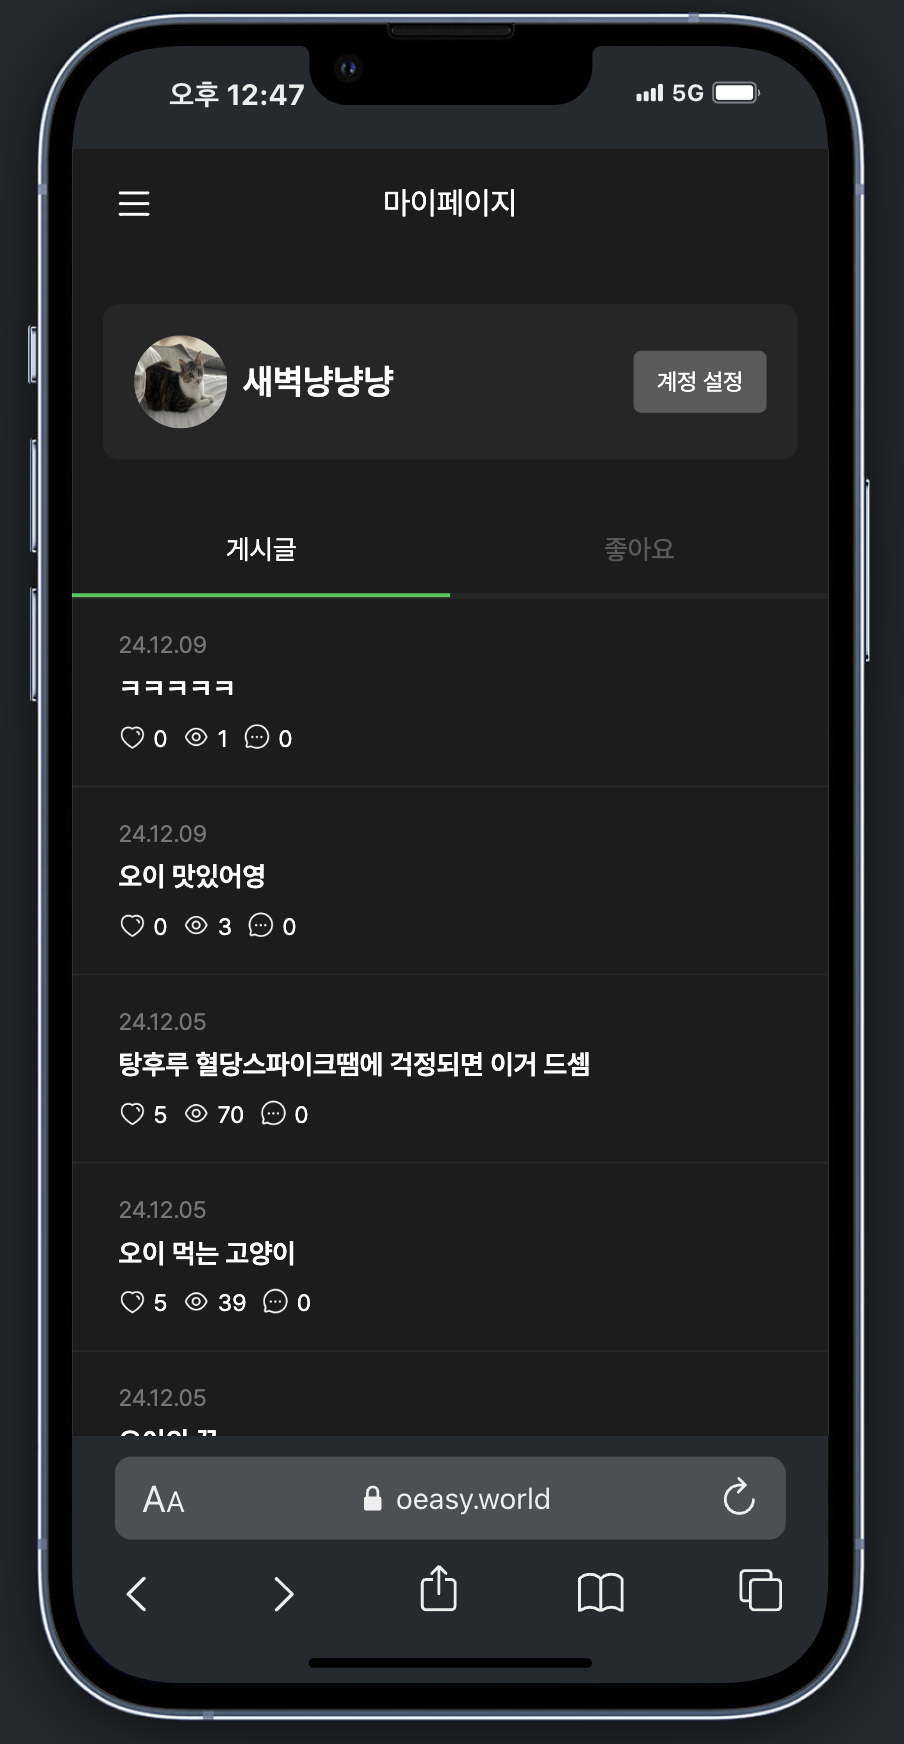 오후 12:47
5G
마이페이지
새벽냥냥냥
계정 설정
게시글
좋아요
24.12.09
ㅋㅋㅋㅋㅋ
0 1 0
24.12.09
오이 맛있어영
0 3 0
24.12.05
탕후루 혈당스파이크땜에 걱정되면 이거 드셈
5 70 0
24.12.05
오이 먹는 고양이
5 39 0
24.12.05
AA
oeasy.world